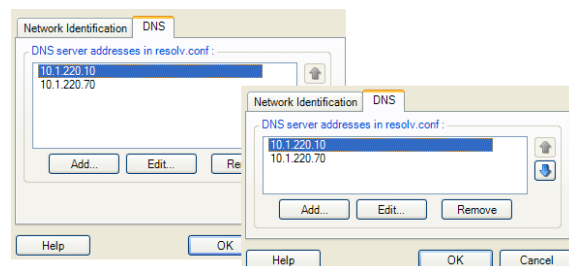 Network Identification DNS
DNS server addresses in resolv.conf :
10.1.220.10
10.1.220.70
Add... Edit... Re
Help OK
Network Identification DNS
DNS server addresses in resolv.conf :
10.1.220.10
10.1.220.70
Add... Edit... Remove
Help OK Cancel